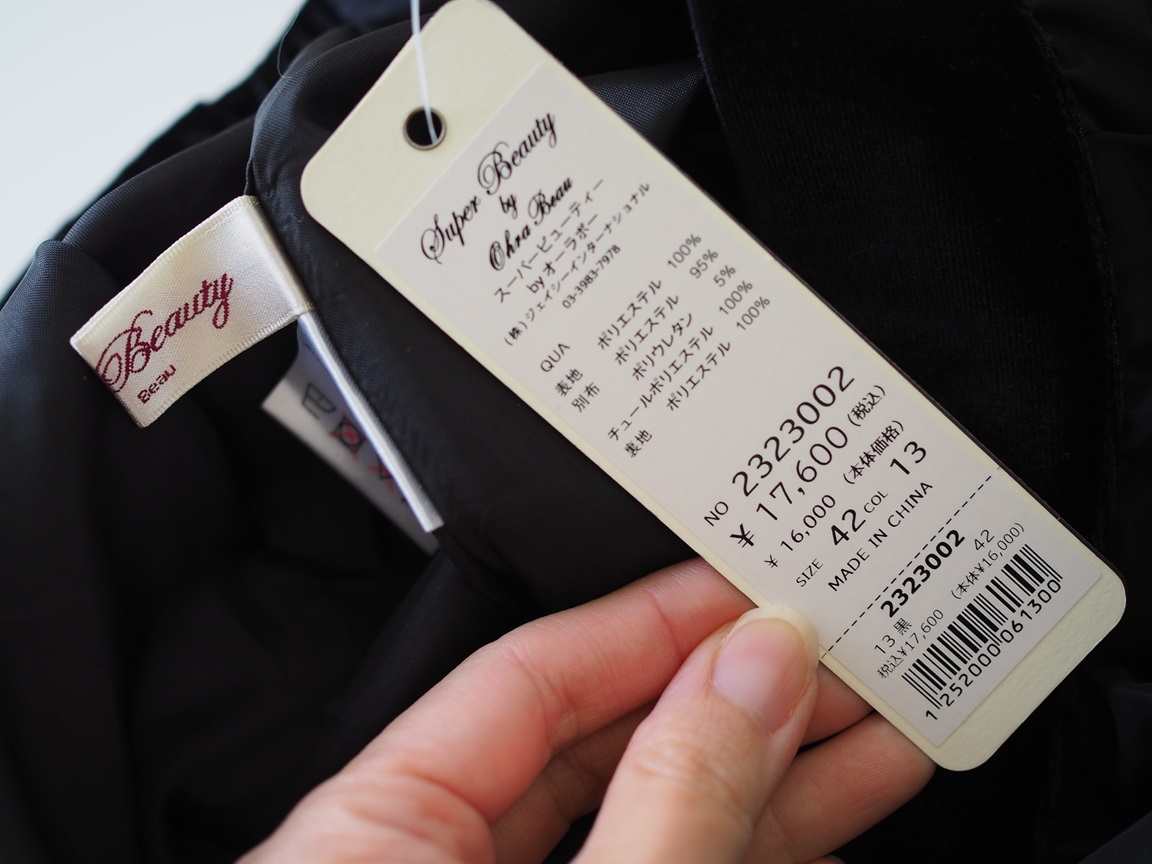 Super Beauty
by
Ohra Beau
スーパービューティー
by オーラボー
(株)ジェイシーインターナショナル
03-3983-7978
QUA ポリエステル 100%
表地 ポリエステル 95%
別布 ポリウレタン 5%
チュールポリエステル 100%
裏地 ポリエステル 100%
NO 2323002
¥ 17,600 (税込)
¥ 16,000 (本体価格)
SIZE 42 COL 13
MADE IN CHINA
2323002
13 黒 42
税込¥17,600 (本体¥16,000)
1252000061300
Beauty
Beau